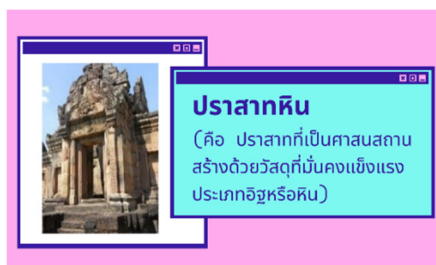 ปราสาทหิน
(คือ ปราสาทที่เป็นศาสนสถาน
สร้างด้วยวัสดุที่มั่นคงแข็งแรง
ประเภทอิฐหรือหิน)